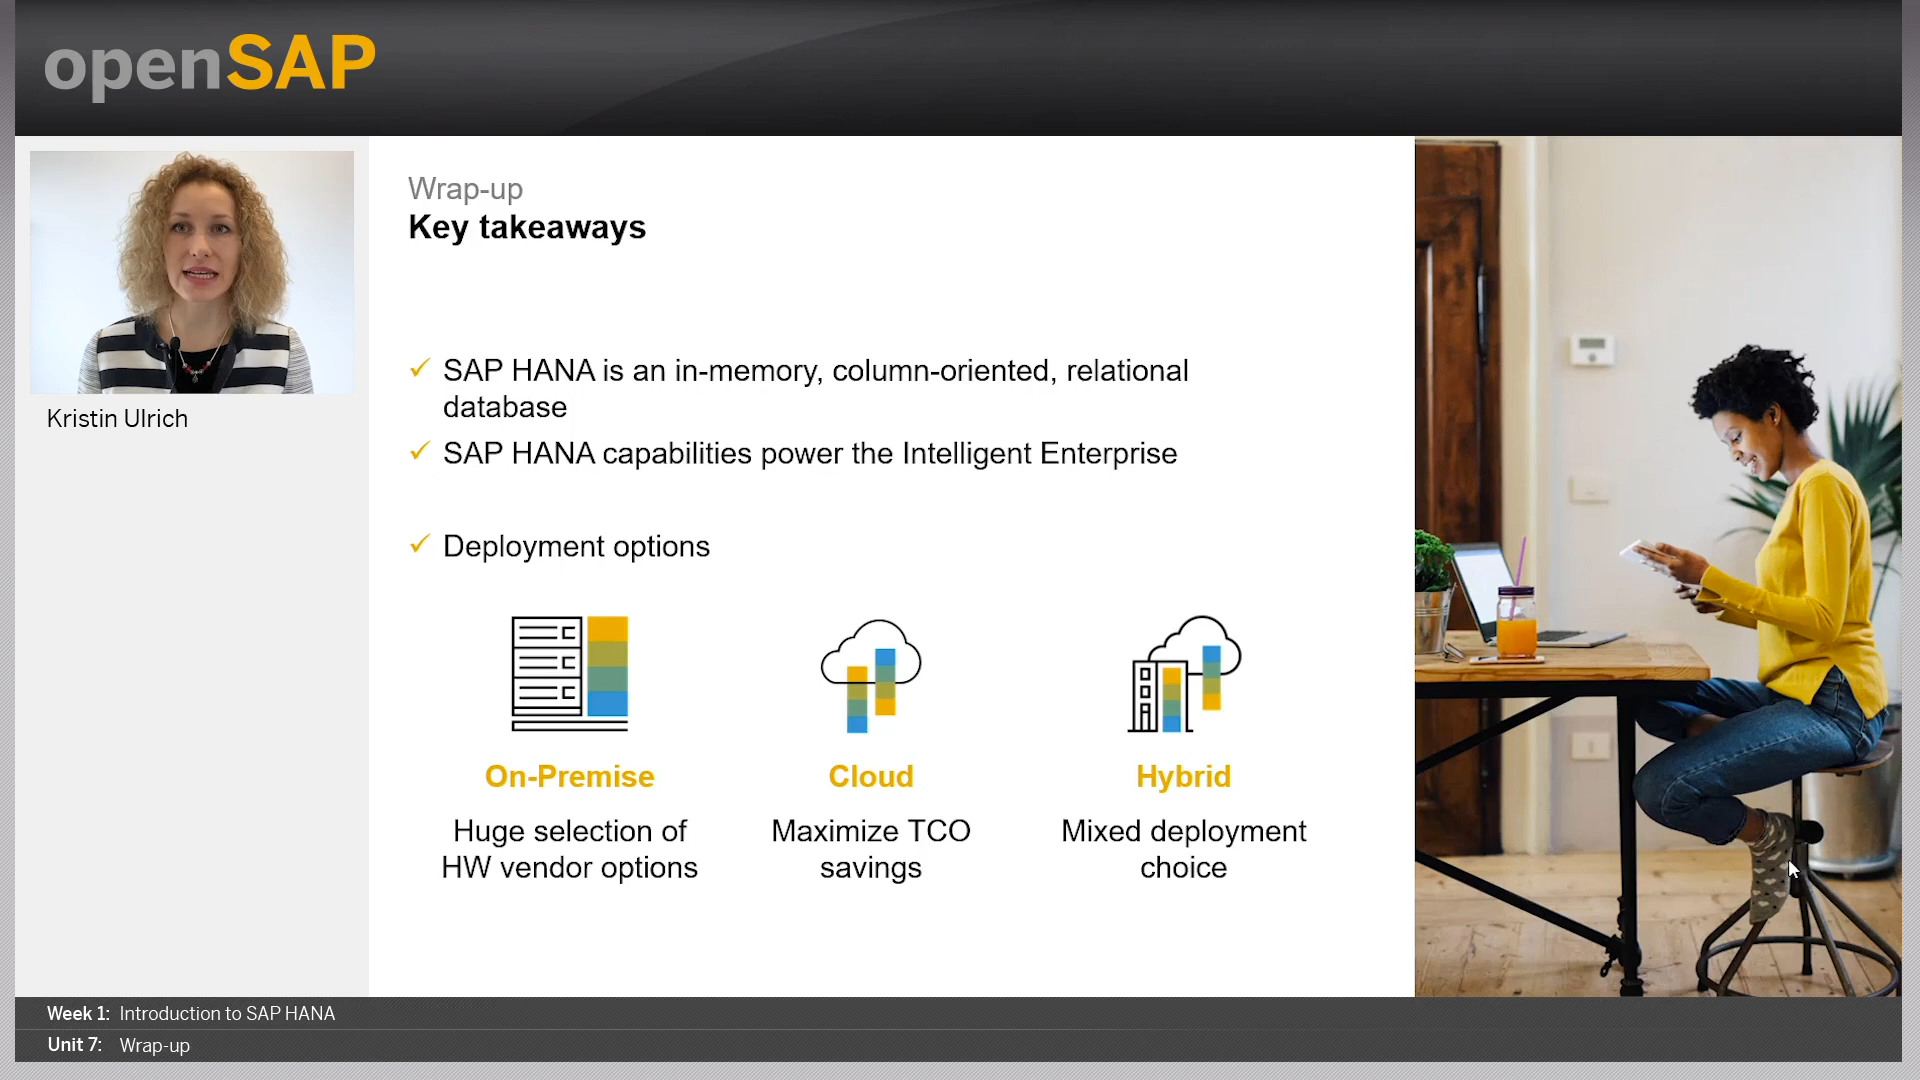 openSAP
Kristin Ulrich
Wrap-up
Key takeaways
✓ SAP HANA is an in-memory, column-oriented, relational
database
✓ SAP HANA capabilities power the Intelligent Enterprise
✓ Deployment options
On-Premise
Huge selection of
HW vendor options
Cloud
Maximize TCO
savings
Hybrid
Mixed deployment
choice
Week 1: Introduction to SAP HANA
Unit 7: Wrap-up